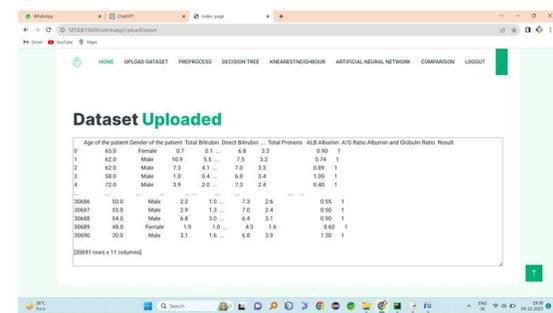 WhatsApp
ChatGPT
index_page
127.0.0.1:8000/adminapp/UploadDataset
Gmail YouTube Maps
HOME UPLOAD DATASET PREPROCESS DECISION TREE KNEARESTNEIGHBOUR ARTIFICIAL NEURAL NETWORK COMPARISON LOGOUT
Dataset Uploaded
Age of the patient Gender of the patient Total Bilirubin Direct Bilirubin ... Total Protiens ALB Albumin A/G Ratio Albumin and Globulin Ratio Result
0 65.0 Female 0.7 0.1 ... 6.8 3.3 0.90 1
1 62.0 Male 10.9 5.5 ... 7.5 3.2 0.74 1
2 62.0 Male 7.3 4.1 ... 7.0 3.3 0.89 1
3 58.0 Male 1.0 0.4 ... 6.8 3.4 1.00 1
4 72.0 Male 3.9 2.0 ... 7.3 2.4 0.40 1
... ... ... ... ... ... ... ... ... ...
30686 50.0 Male 2.2 1.0 ... 7.3 2.6 0.55 1
30687 55.0 Male 2.9 1.3 ... 7.0 2.4 0.50 1
30688 54.0 Male 6.8 3.0 ... 6.4 3.1 0.90 1
30689 48.0 Female 1.9 1.0 ... 4.3 1.6 0.60 1
30690 30.0 Male 3.1 1.6 ... 6.8 3.9 1.30 1
[30691 rows x 11 columns]
28°C
Haze
Search
ENG
IN
19:39
04-10-2023